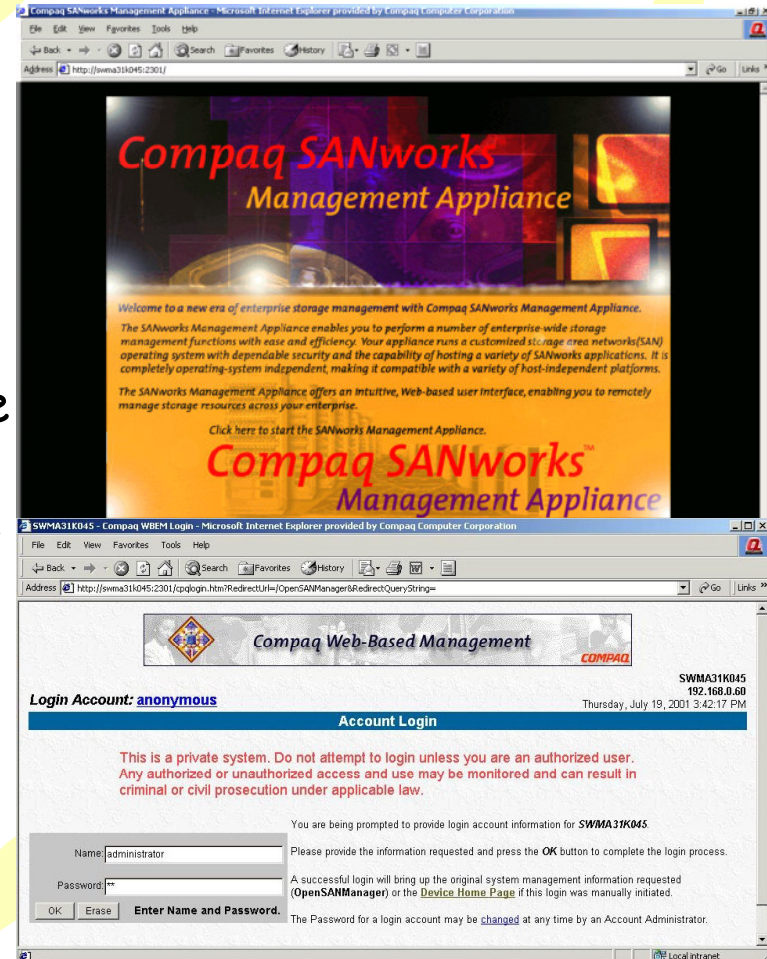 Compaq SANworks Management Appliance - Microsoft Internet Explorer provided by Compaq Computer Corporation
File Edit View Favorites Tools Help
Back Search Favorites History
Address http://swma31k045:2301/ Go Links
Compaq SANworks
Management Appliance
Welcome to a new era of enterprise storage management with Compaq SANworks Management Appliance.
The SANworks Management Appliance enables you to perform a number of enterprise-wide storage
management functions with ease and efficiency. Your appliance runs a customized storage area networks(SAN)
operating system with dependable security and the capability of hosting a variety of SANworks applications. It is
completely operating-system independent, making it compatible with a variety of host-independent platforms.
The SANworks Management Appliance offers an intuitive, Web-based user interface, enabling you to remotely
manage storage resources across your enterprise.
Click here to start the SANworks Management Appliance.
Compaq SANworks™
Management Appliance
e
SWMA31K045 - Compaq WBEM Login - Microsoft Internet Explorer provided by Compaq Computer Corporation
File Edit View Favorites Tools Help
Back Search Favorites History
Address http://swma31k045:2301/cpqlogin.htm?RedirectUrl=/OpenSANManager&RedirectQueryString= Go Links
Compaq Web-Based Management
COMPAQ
SWMA31K045
192.168.0.60
Login Account: anonymous
Thursday, July 19, 2001 3:42:17 PM
Account Login
This is a private system. Do not attempt to login unless you are an authorized user.
Any authorized or unauthorized access and use may be monitored and can result in
criminal or civil prosecution under applicable law.
You are being prompted to provide login account information for SWMA31K045.
Name: administrator
Please provide the information requested and press the OK button to complete the login process.
Password: **
A successful login will bring up the original system management information requested
(OpenSANManager) or the Device Home Page if this login was manually initiated.
OK Erase Enter Name and Password.
The Password for a login account may be changed at any time by an Account Administrator.
Local intranet